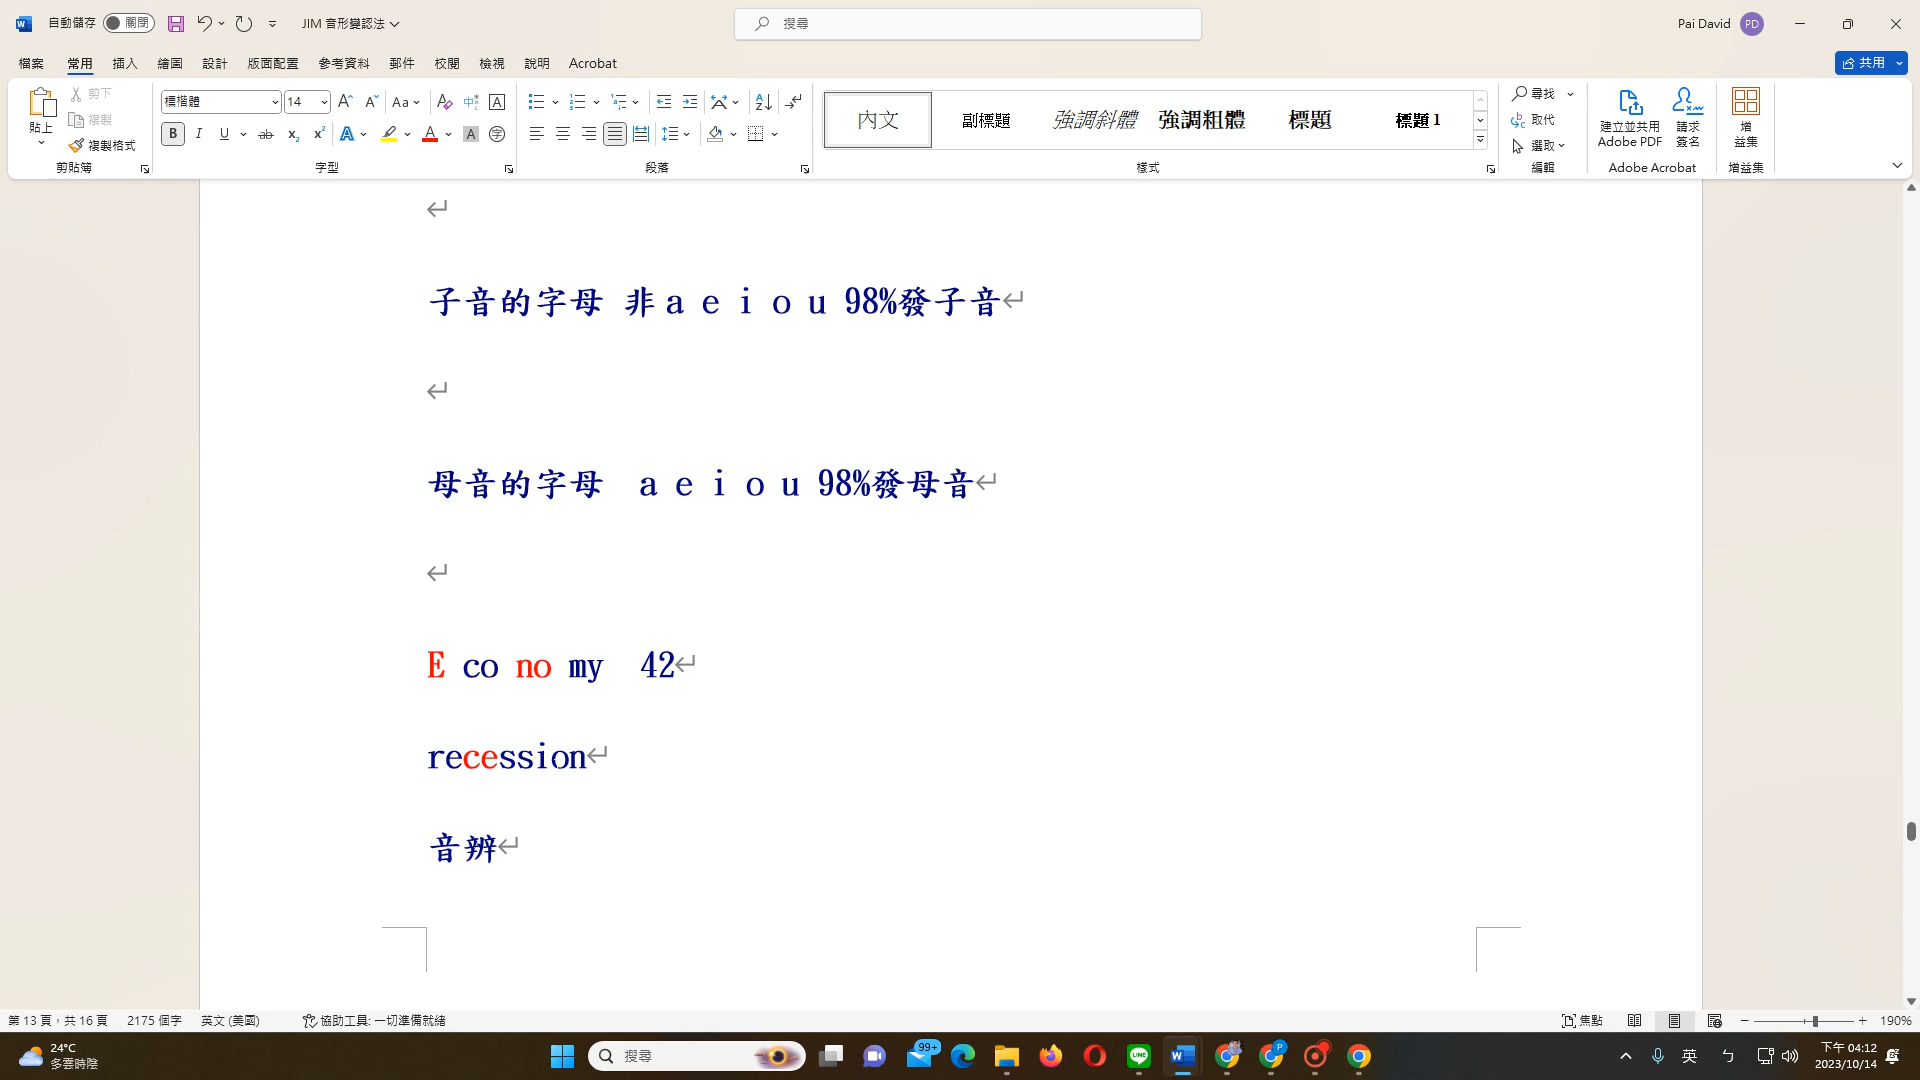 自動儲存 關閉 JIM 音形變認法 搜尋 Pai David PD
檔案 常用 插入 繪圖 設計 版面配置 參考資料 郵件 校閱 檢視 說明 Acrobat 共用
貼上 剪下 複製 複製格式 剪貼簿
標楷體 14 Aa A
B I U ab x₂ x² A A A 字
字型
段落
內文 副標題 強調斜體 強調粗體 標題 標題 1
樣式
尋找 取代 選取 編輯
建立並共用 Adobe PDF 請求 簽名 Adobe Acrobat
增 益集 增益集
子音的字母 非 a e i o u 98%發子音
母音的字母 a e i o u 98%發母音
E co no my 42
recession
音辨
第 13 頁,共 16 頁 2175 個字 英文 (美國) 協助工具: 一切準備就緒 焦點 190%
24°C
多雲時陰
搜尋 99+ 英 下午 04:12
2023/10/14